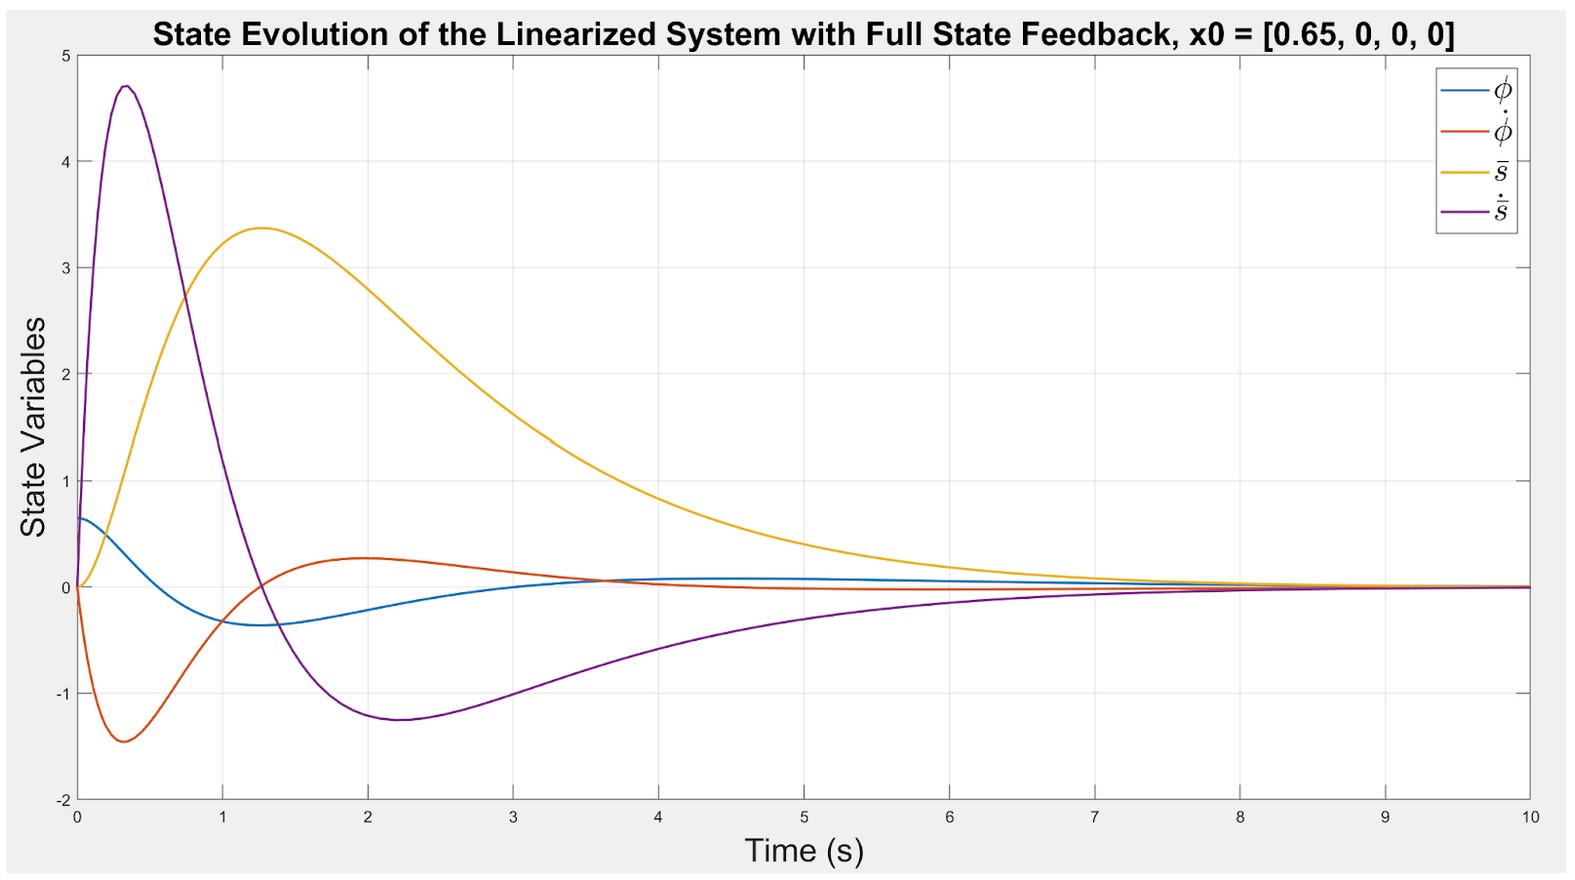 State Evolution of the Linearized System with Full State Feedback, x0 = [0.65, 0, 0, 0]
5
4
3
2
1
0
-1
-2
State Variables
ϕ
ϕ̇
s̄
s̄̇
0 1 2 3 4 5 6 7 8 9 10
Time (s)